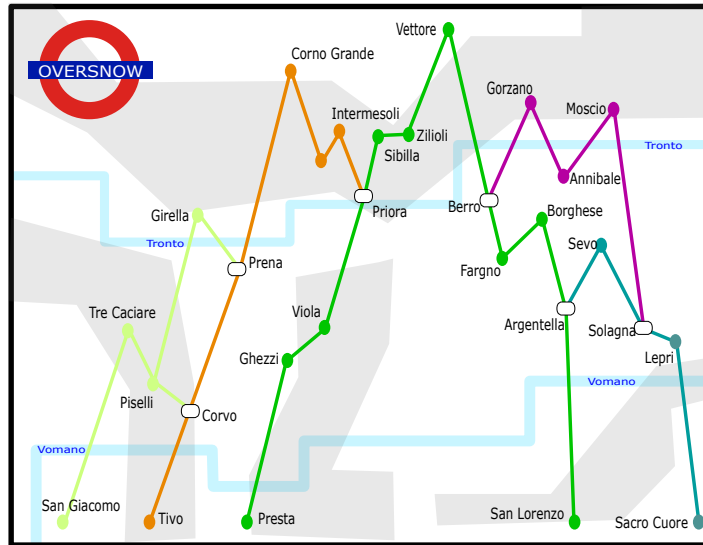 OVERSNOW
Vettore
Corno Grande
Gorzano
Moscio
Intermesoli
Zilioli
Sibilla
Tronto
Annibale
Girella
Priora
Berro
Borghese
Tronto
Sevo
Prena
Fargno
Tre Caciare
Viola
Argentella
Solagna
Ghezzi
Lepri
Piselli
Vomano
Corvo
Vomano
San Giacomo
Tivo
Presta
San Lorenzo
Sacro Cuore